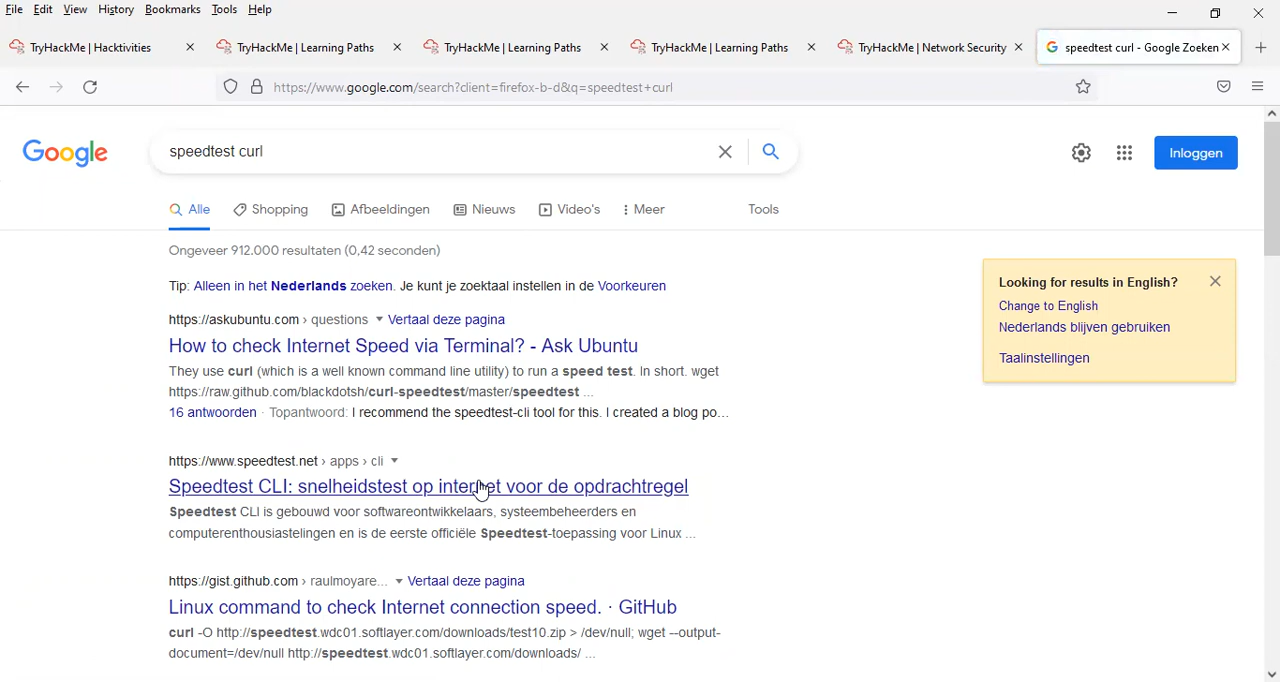 File Edit View History Bookmarks Tools Help
TryHackMe | Hacktivities TryHackMe | Learning Paths TryHackMe | Learning Paths TryHackMe | Learning Paths TryHackMe | Network Security speedtest curl - Google Zoeken
https://www.google.com/search?client=firefox-b-d&q=speedtest+curl
Google speedtest curl Inloggen
Alle Shopping Afbeeldingen Nieuws Video's Meer Tools
Ongeveer 912.000 resultaten (0,42 seconden)
Tip: Alleen in het Nederlands zoeken. Je kunt je zoektaal instellen in de Voorkeuren
https://askubuntu.com › questions Vertaal deze pagina
How to check Internet Speed via Terminal? - Ask Ubuntu
They use curl (which is a well known command line utility) to run a speed test. In short. wget
https://raw.github.com/blackdotsh/curl-speedtest/master/speedtest ...
16 antwoorden · Topantwoord: I recommend the speedtest-cli tool for this. I created a blog po...
https://www.speedtest.net › apps › cli
Speedtest CLI: snelheidstest op internet voor de opdrachtregel
Speedtest CLI is gebouwd voor softwareontwikkelaars, systeembeheerders en
computerenthousiastelingen en is de eerste officiële Speedtest-toepassing voor Linux ...
https://gist.github.com › raulmoyare... Vertaal deze pagina
Linux command to check Internet connection speed. · GitHub
curl -O http://speedtest.wdc01.softlayer.com/downloads/test10.zip > /dev/null; wget --output-
document=/dev/null http://speedtest.wdc01.softlayer.com/downloads/ ...
Looking for results in English?
Change to English
Nederlands blijven gebruiken
Taalinstellingen